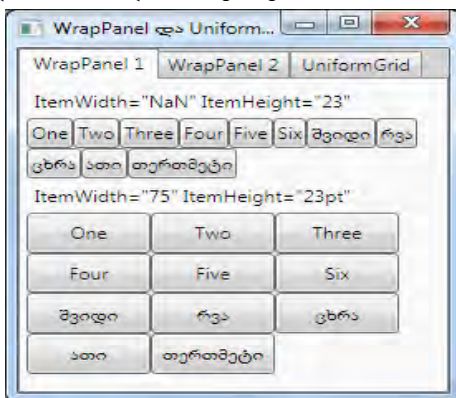 WrapPanel და Uniform...
WrapPanel 1 WrapPanel 2 UniformGrid
ItemWidth="NaN" ItemHeight="23"
One Two Three Four Five Six შვიდი რვა
ცხრა ათი თერთმეტი
ItemWidth="75" ItemHeight="23pt"
One Two Three
Four Five Six
შვიდი რვა ცხრა
ათი თერთმეტი